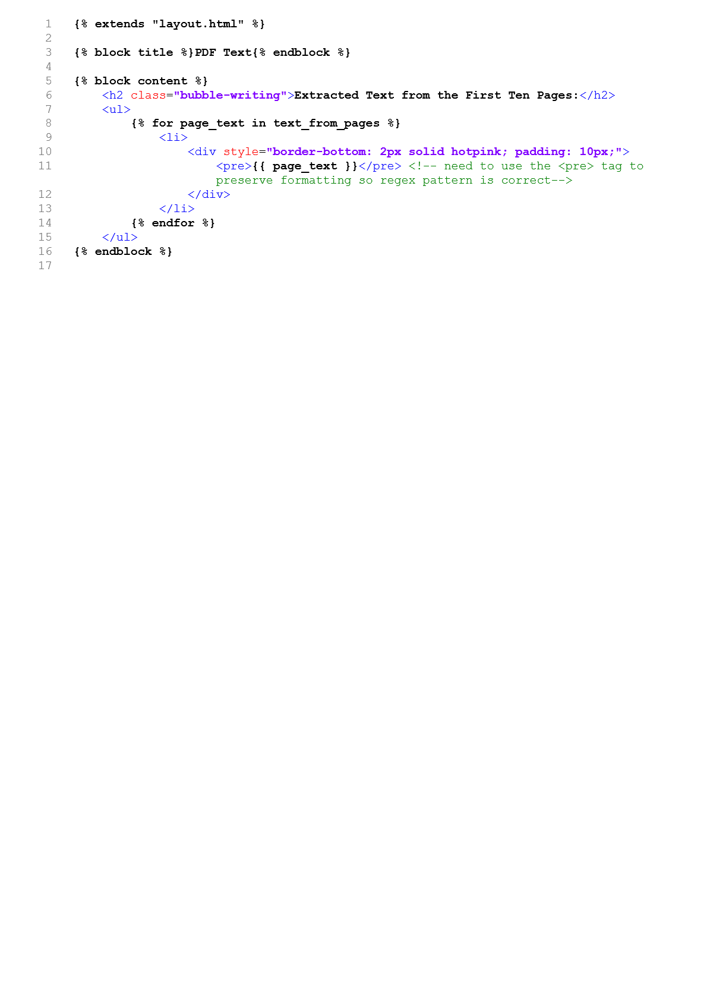 1 {% extends "layout.html" %}
2
3 {% block title %}PDF Text{% endblock %}
4
5 {% block content %}
6     <h2 class="bubble-writing">Extracted Text from the First Ten Pages:</h2>
7     <ul>
8         {% for page_text in text_from_pages %}
9             <li>
10                 <div style="border-bottom: 2px solid hotpink; padding: 10px;">
11                     <pre>{{ page_text }}</pre> <!-- need to use the <pre> tag to
                     preserve formatting so regex pattern is correct-->
12                 </div>
13             </li>
14         {% endfor %}
15     </ul>
16 {% endblock %}
17